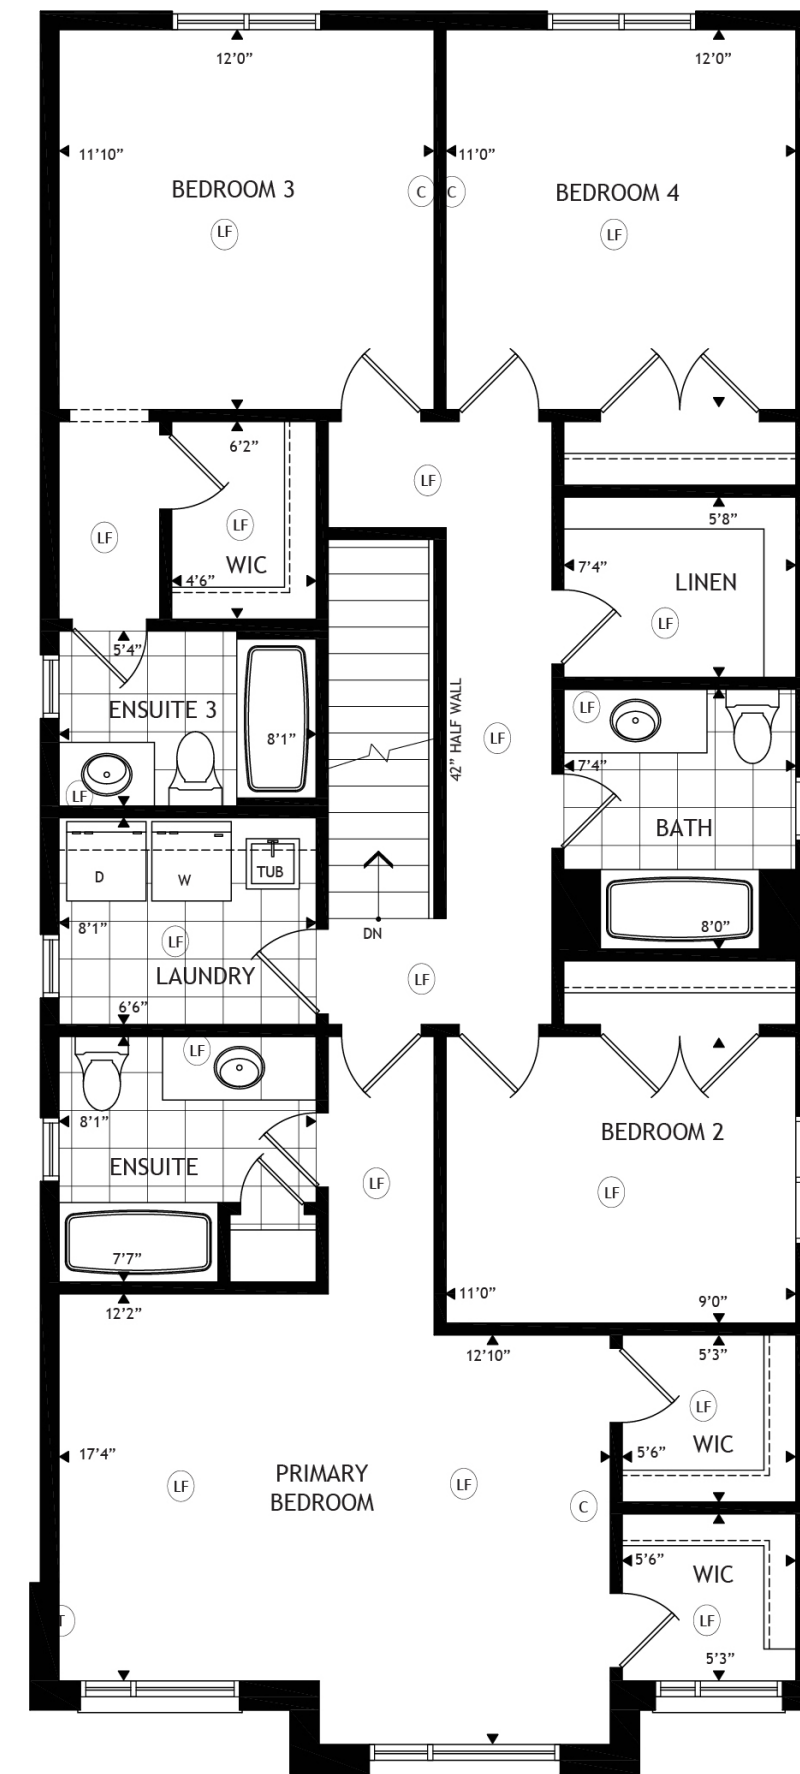 12’0” 12’0”
11’10” 11’0”
BEDROOM 3 C C BEDROOM 4
LF LF
6’2”
LF
5’8”
LF LF
WIC 7’4”
4’6” LINEN
LF
5’4”
ENSUITE 3 LF
8’1” 42” HALF WALL LF
7’4”
LF
BATH
D W TUB
8’1” DN 8’0”
LF
LAUNDRY LF
6’6”
LF
8’1” BEDROOM 2
ENSUITE LF LF
7’7”
11’0” 9’0”
12’2”
12’10” 5’3”
LF
WIC
17’4” 5’6”
PRIMARY
BEDROOM
LF LF
C
5’6” WIC
T LF
5’3”